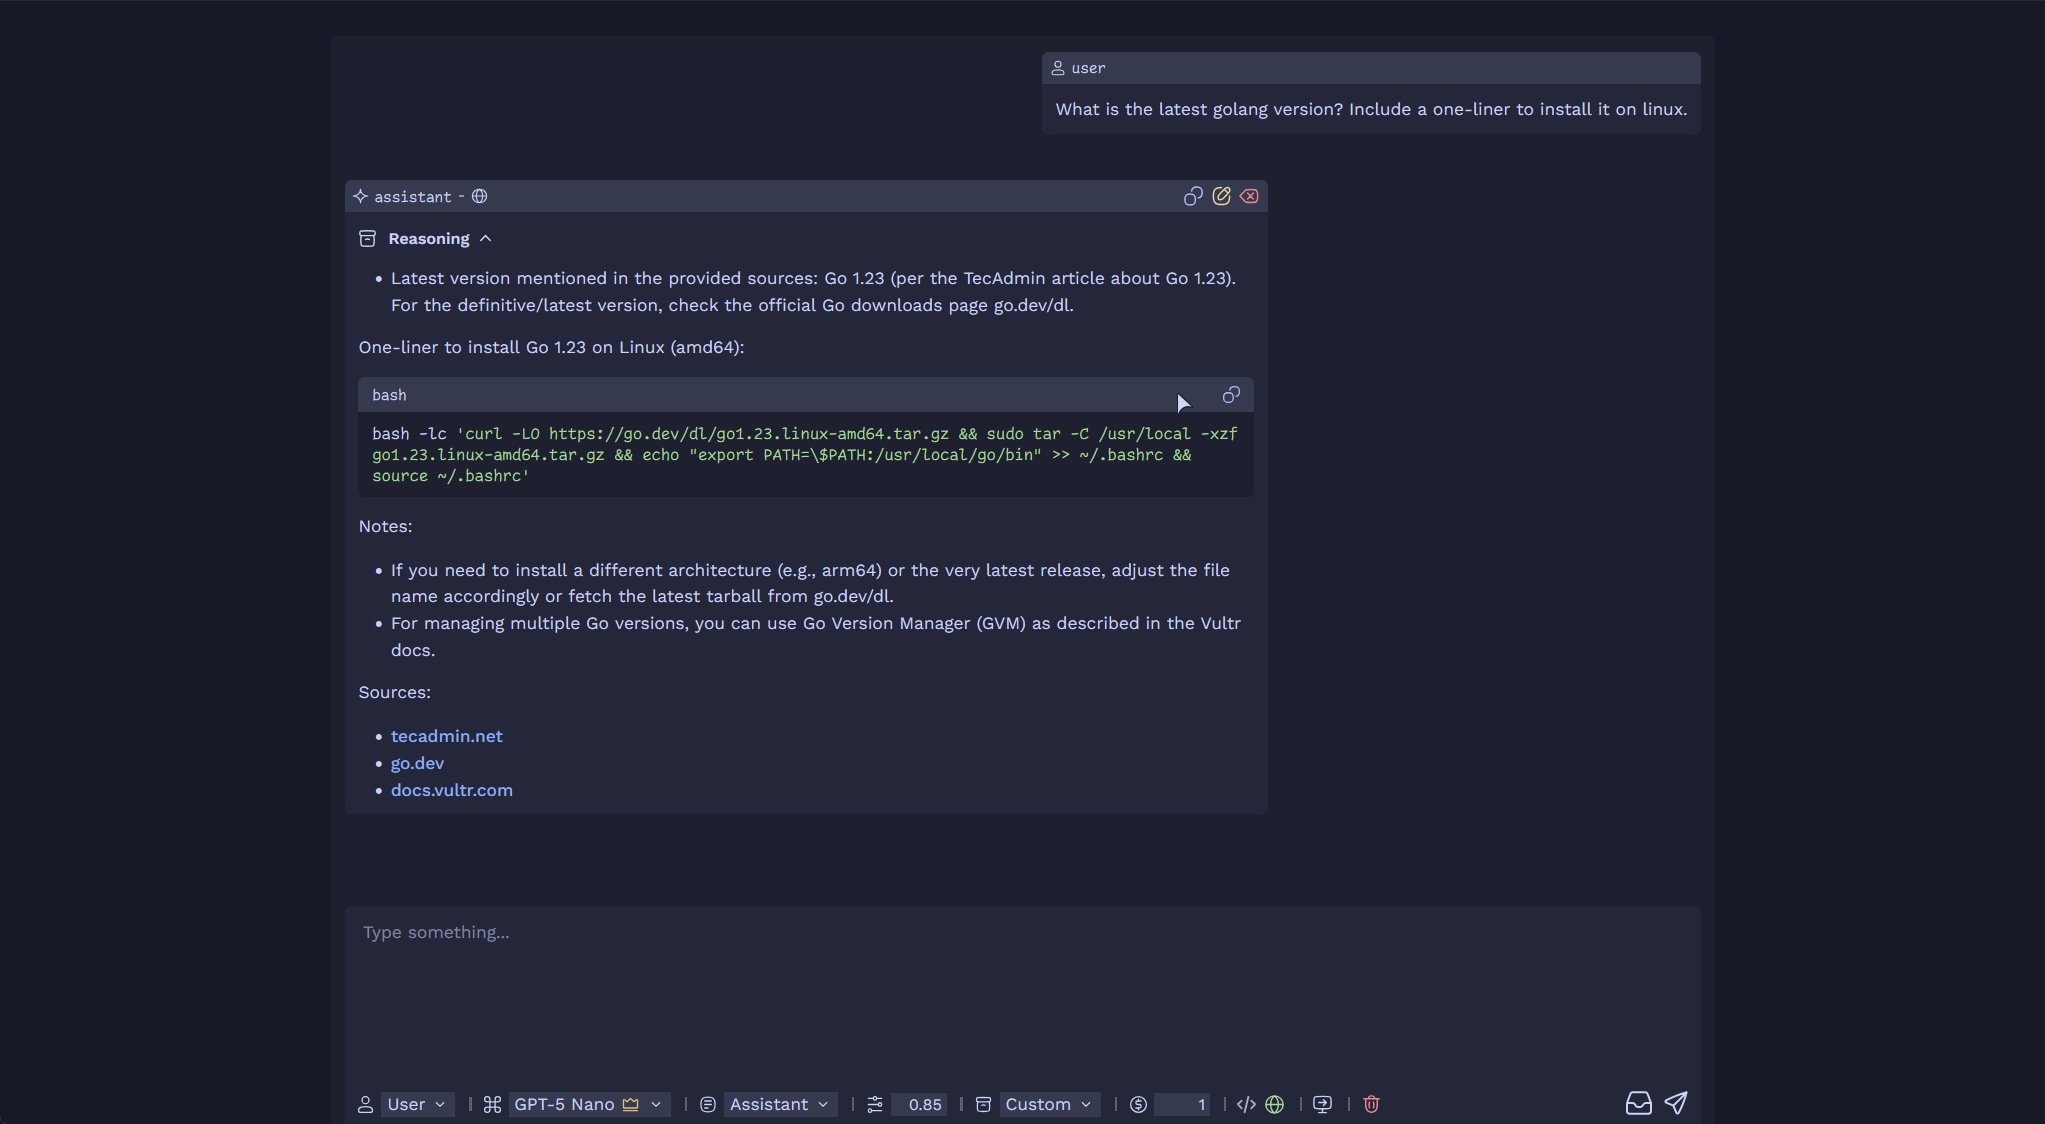 user
What is the latest golang version? Include a one-liner to install it on linux.
assistant -
Reasoning
• Latest version mentioned in the provided sources: Go 1.23 (per the TecAdmin article about Go 1.23).
For the definitive/latest version, check the official Go downloads page go.dev/dl.
One-liner to install Go 1.23 on Linux (amd64):
bash
bash -lc 'curl -LO https://go.dev/dl/go1.23.linux-amd64.tar.gz && sudo tar -C /usr/local -xzf
go1.23.linux-amd64.tar.gz && echo "export PATH=\$PATH:/usr/local/go/bin" >> ~/.bashrc &&
source ~/.bashrc'
Notes:
• If you need to install a different architecture (e.g., arm64) or the very latest release, adjust the file
name accordingly or fetch the latest tarball from go.dev/dl.
• For managing multiple Go versions, you can use Go Version Manager (GVM) as described in the Vultr
docs.
Sources:
• tecadmin.net
• go.dev
• docs.vultr.com
Type something...
User | GPT-5 Nano | Assistant | 0.85 | Custom | 1 | </> | |